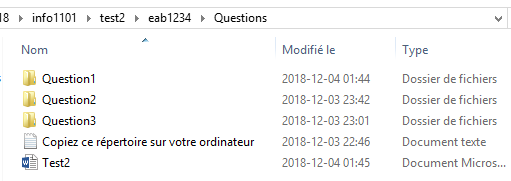 18 › info1101 › test2 › eab1234 › Questions
Nom Modifié le Type
Question1 2018-12-04 01:44 Dossier de fichiers
Question2 2018-12-03 23:42 Dossier de fichiers
Question3 2018-12-03 23:01 Dossier de fichiers
Copiez ce répertoire sur votre ordinateur 2018-12-03 22:46 Document texte
Test2 2018-12-04 01:45 Document Micros...